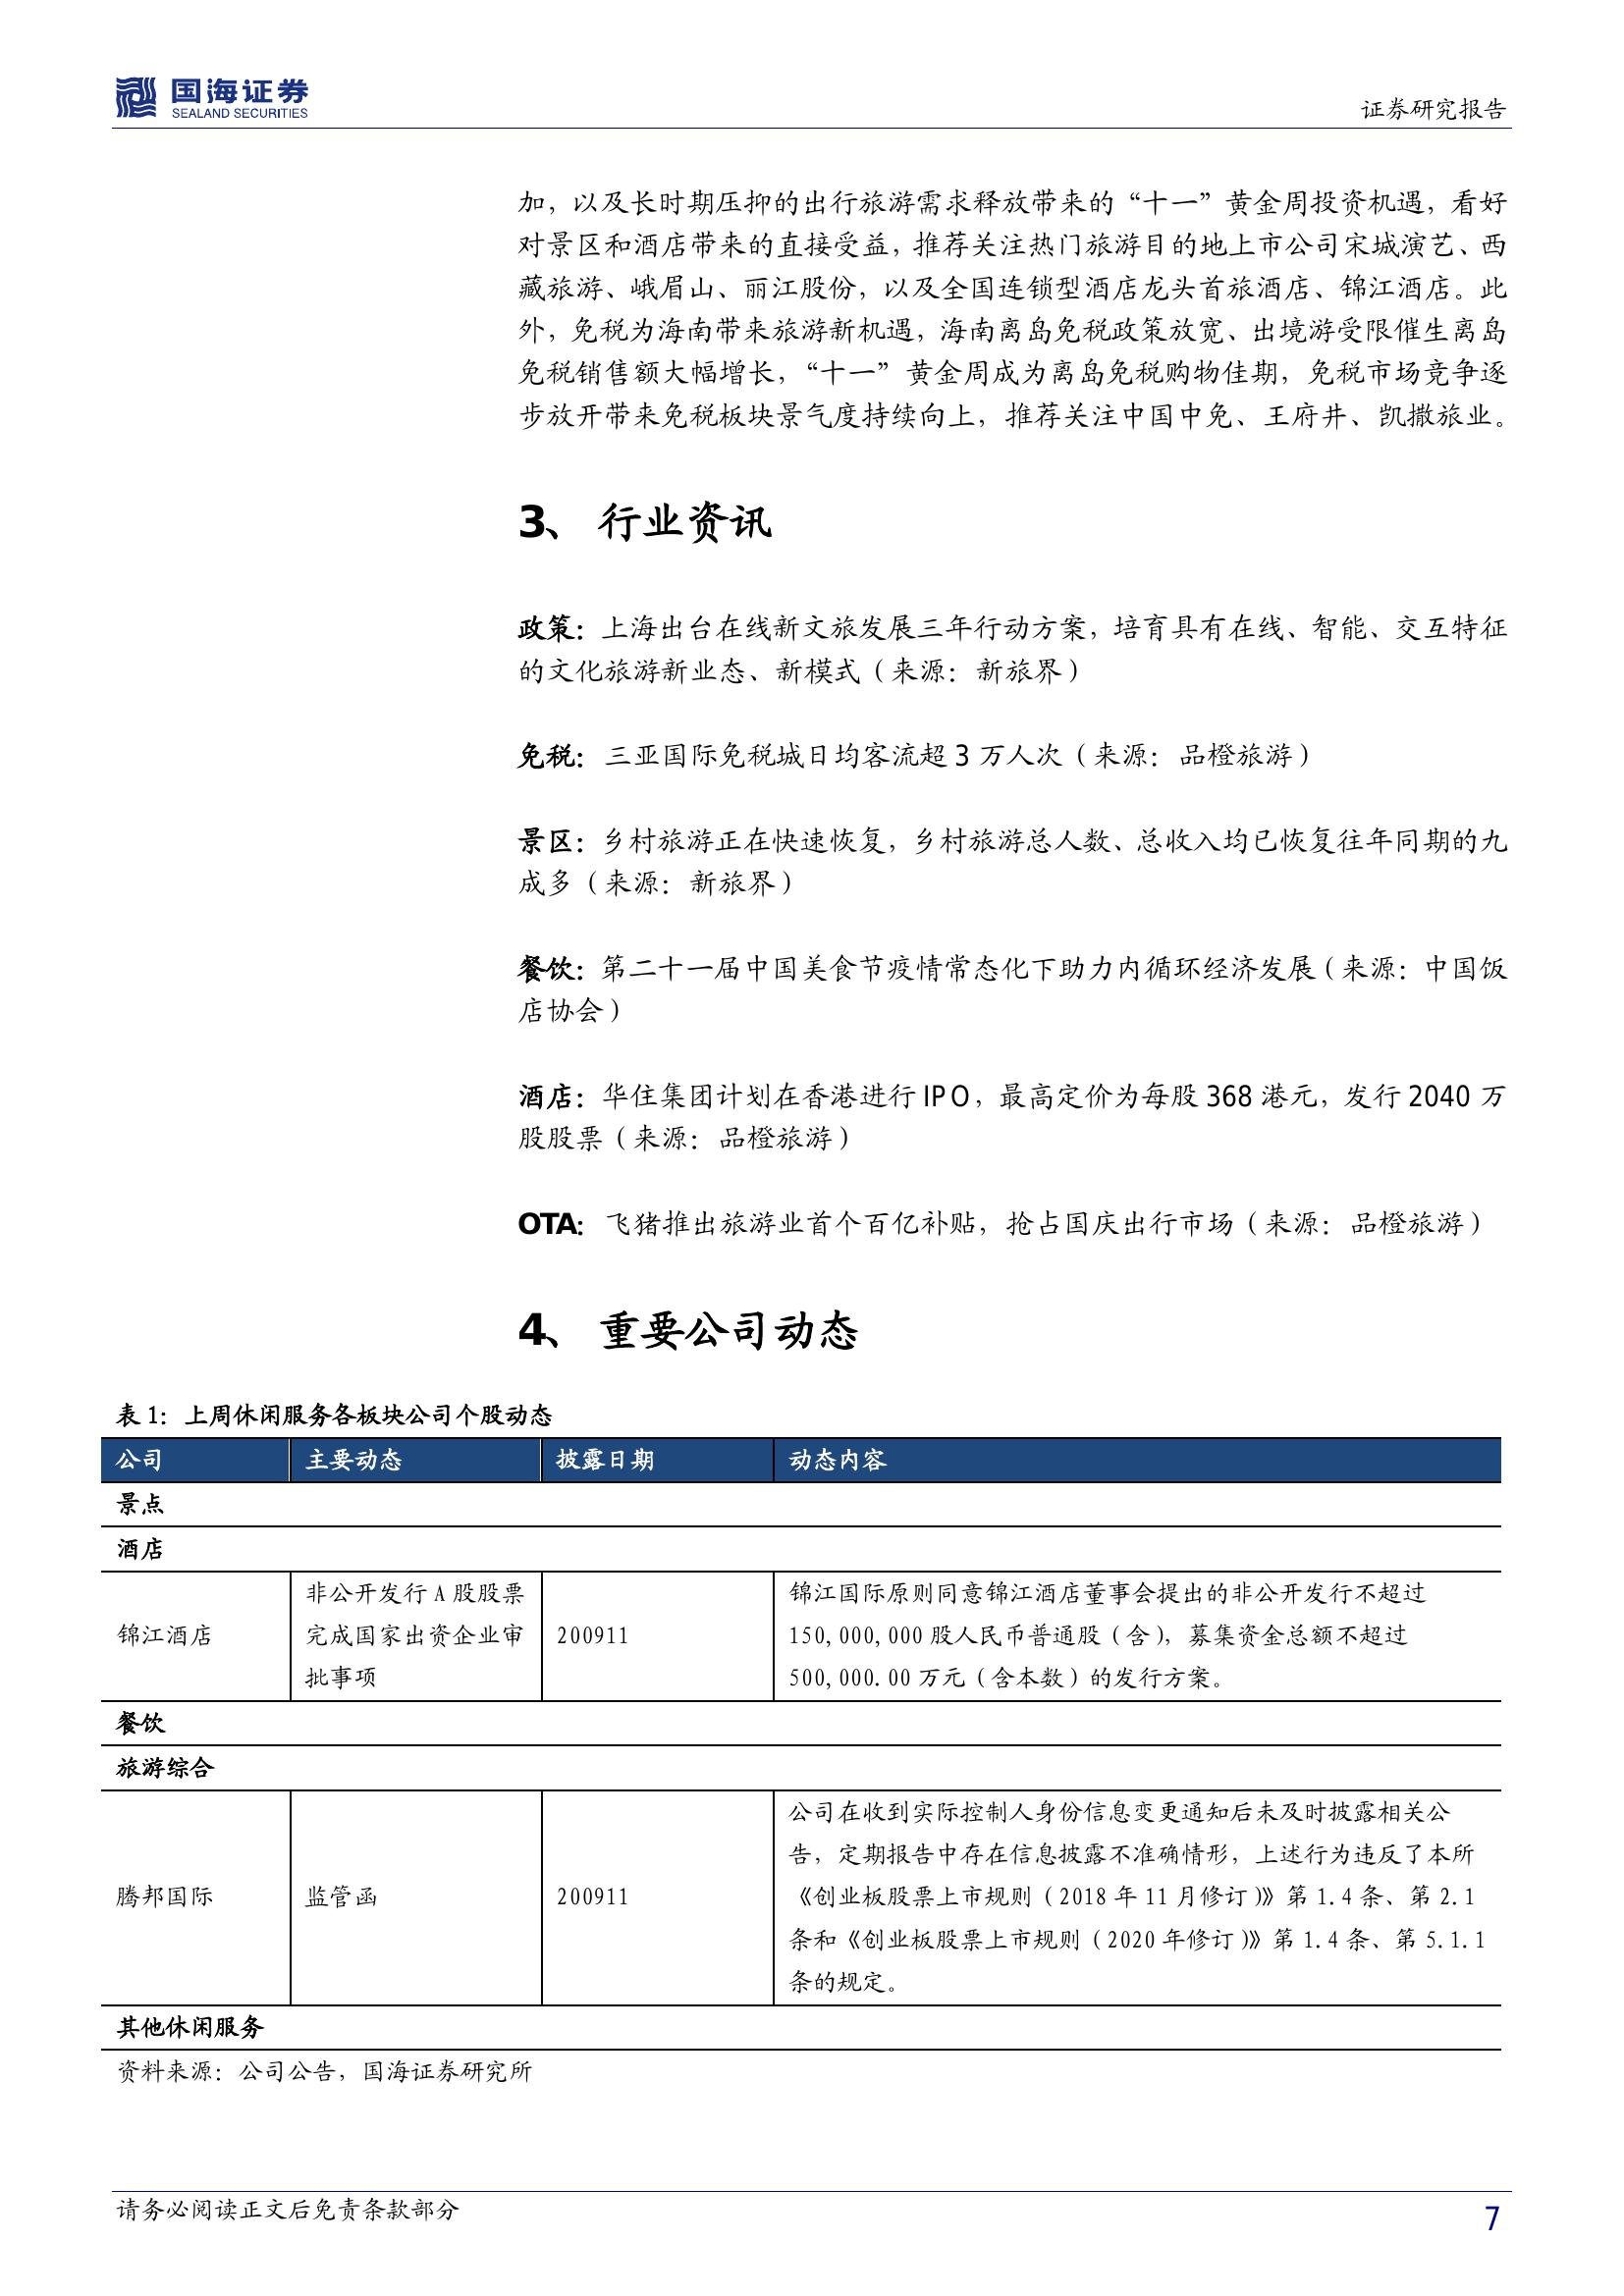 国海证券
SEALAND SECURITIES
证券研究报告
加，以及长时期压抑的出行旅游需求释放带来的“十一”黄金周投资机遇，看好
对景区和酒店带来的直接受益，推荐关注热门旅游目的地上市公司宋城演艺、西
藏旅游、峨眉山、丽江股份，以及全国连锁型酒店龙头首旅酒店、锦江酒店。此
外，免税为海南带来旅游新机遇，海南离岛免税政策放宽、出境游受限催生离岛
免税销售额大幅增长，“十一”黄金周成为离岛免税购物佳期，免税市场竞争逐
步放开带来免税板块景气度持续向上，推荐关注中国中免、王府井、凯撒旅业。
3、 行业资讯
政策：上海出台在线新文旅发展三年行动方案，培育具有在线、智能、交互特征
的文化旅游新业态、新模式（来源：新旅界）
免税：三亚国际免税城日均客流超 3 万人次（来源：品橙旅游）
景区：乡村旅游正在快速恢复，乡村旅游总人数、总收入均已恢复往年同期的九
成多（来源：新旅界）
餐饮：第二十一届中国美食节疫情常态化下助力内循环经济发展（来源：中国饭
店协会）
酒店：华住集团计划在香港进行 IPO，最高定价为每股 368 港元，发行 2040 万
股股票（来源：品橙旅游）
OTA：飞猪推出旅游业首个百亿补贴，抢占国庆出行市场（来源：品橙旅游）
4、 重要公司动态
表 1：上周休闲服务各板块公司个股动态
公司 主要动态 披露日期 动态内容
景点
酒店
锦江酒店
非公开发行 A 股股票
完成国家出资企业审
批事项
200911
锦江国际原则同意锦江酒店董事会提出的非公开发行不超过
150,000,000 股人民币普通股（含），募集资金总额不超过
500,000.00 万元（含本数）的发行方案。
餐饮
旅游综合
腾邦国际
监管函
200911
公司在收到实际控制人身份信息变更通知后未及时披露相关公
告，定期报告中存在信息披露不准确情形，上述行为违反了本所
《创业板股票上市规则（2018 年 11 月修订）》第 1.4 条、第 2.1
条和《创业板股票上市规则（2020 年修订）》第 1.4 条、第 5.1.1
条的规定。
其他休闲服务
资料来源：公司公告，国海证券研究所
请务必阅读正文后免责条款部分
7